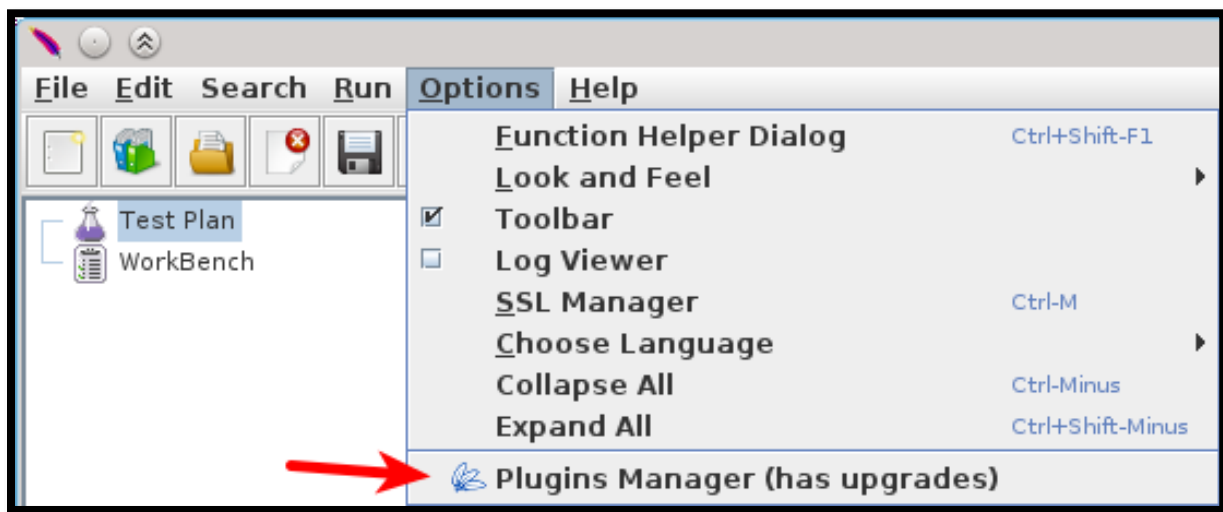 File Edit Search Run Options Help
Function Helper Dialog Ctrl+Shift-F1
Look and Feel
Test Plan Toolbar
WorkBench Log Viewer
SSL Manager Ctrl-M
Choose Language
Collapse All Ctrl-Minus
Expand All Ctrl+Shift-Minus
Plugins Manager (has upgrades)